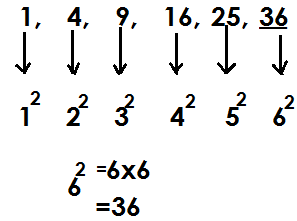 1, 4, 9, 16, 25, 36
1² 2² 3² 4² 5² 6²
6² =6x6
=36